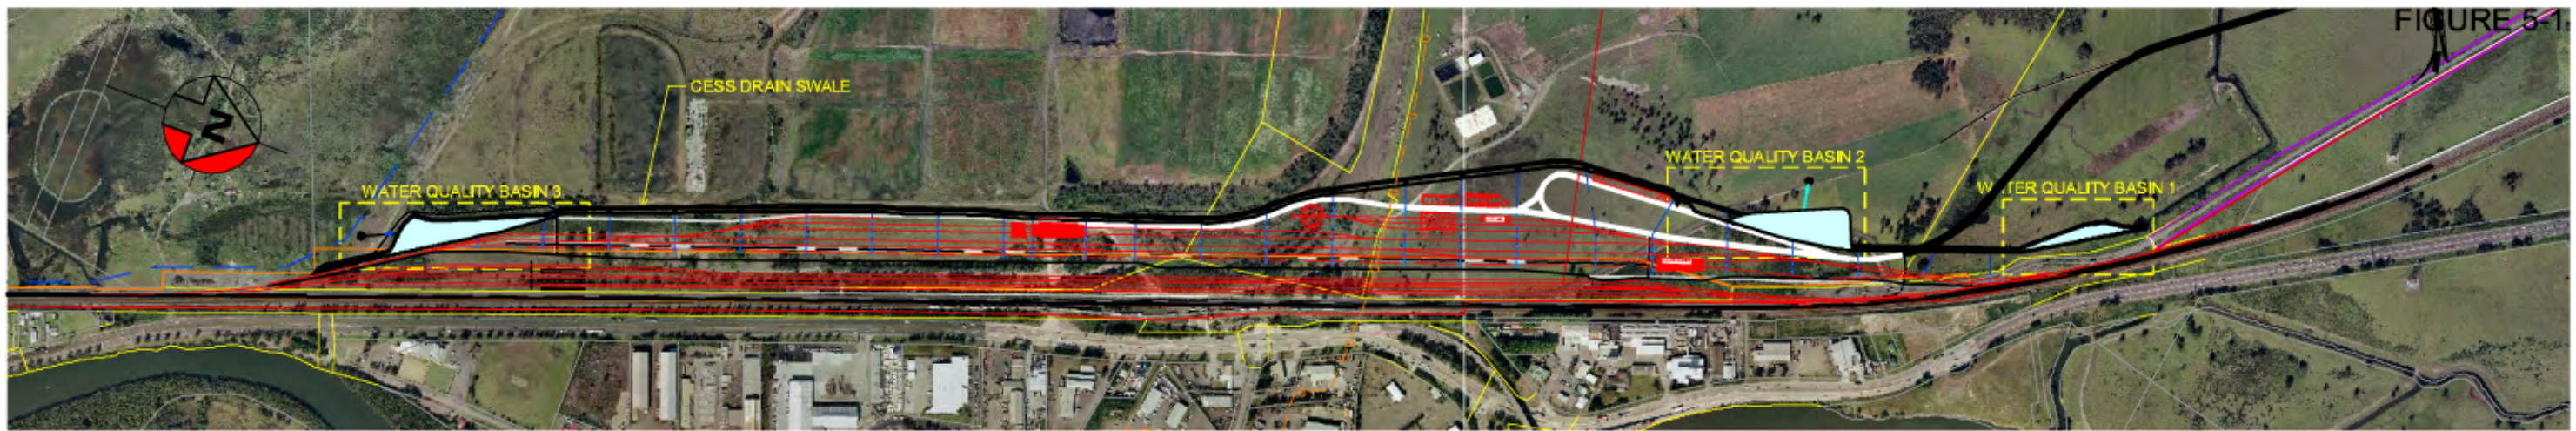 FIGURE 5-1
CESS DRAIN SWALE
WATER QUALITY BASIN 3
WATER QUALITY BASIN 2
WATER QUALITY BASIN 1
N